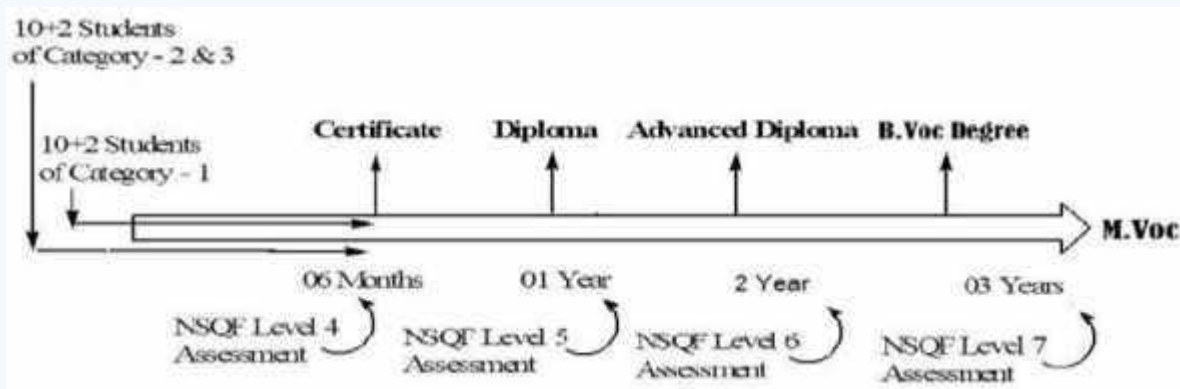 10+2 Students
of Category - 2 & 3
10+2 Students
of Category - 1
Certificate
Diploma
Advanced Diploma
B.Voc Degree
M.Voc
06 Months
01 Year
2 Year
03 Years
NSQF Level 4
Assessment
NSQF Level 5
Assessment
NSQF Level 6
Assessment
NSQF Level 7
Assessment